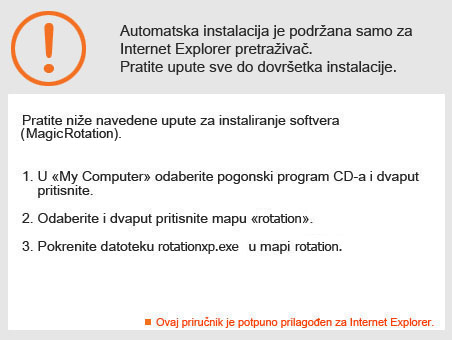 Automatska instalacija je podržana samo za
Internet Explorer pretraživač.
Pratite upute sve do dovršetka instalacije.
Pratite niže navedene upute za instaliranje softvera
(MagicRotation).
1. U «My Computer» odaberite pogonski program CD-a i dvaput
pritisnite.
2. Odaberite i dvaput pritisnite mapu «rotation».
3. Pokrenite datoteku rotationxp.exe u mapi rotation.
Ovaj priručnik je potpuno prilagođen za Internet Explorer.